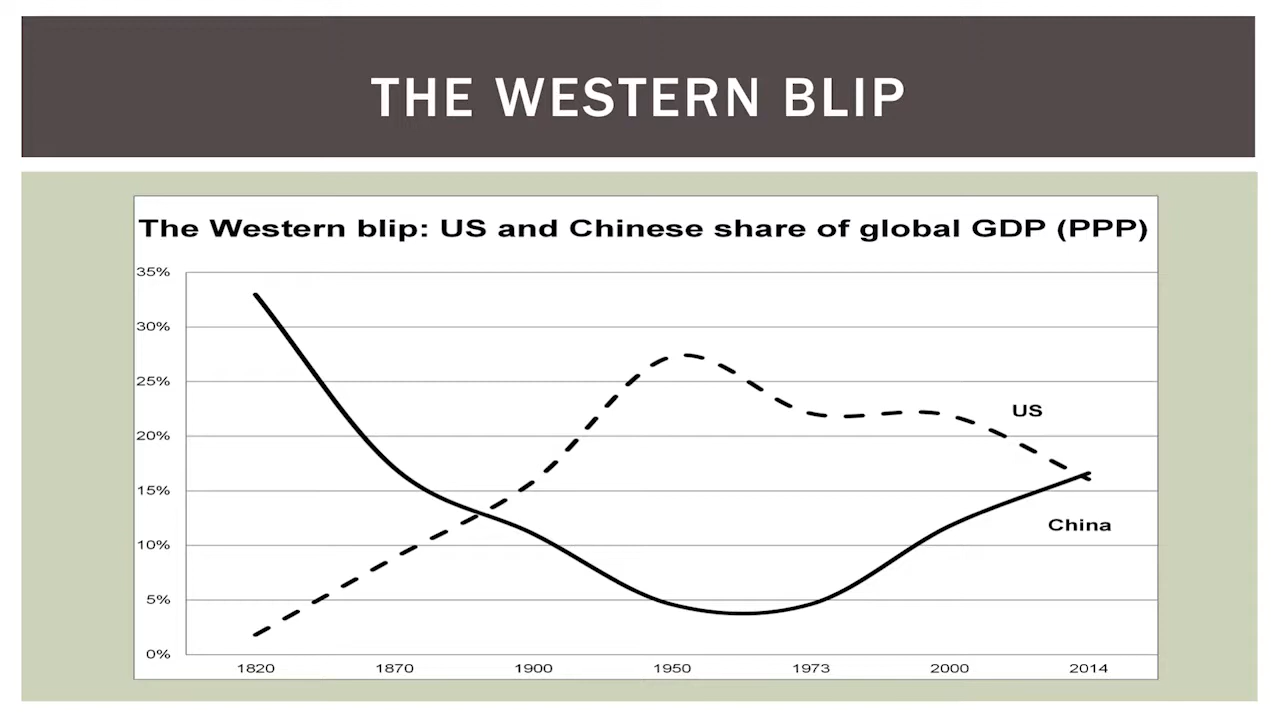 THE WESTERN BLIP
The Western blip: US and Chinese share of global GDP (PPP)
35%
30%
25%
20%
15%
10%
5%
0%
US
China
1820 1870 1900 1950 1973 2000 2014